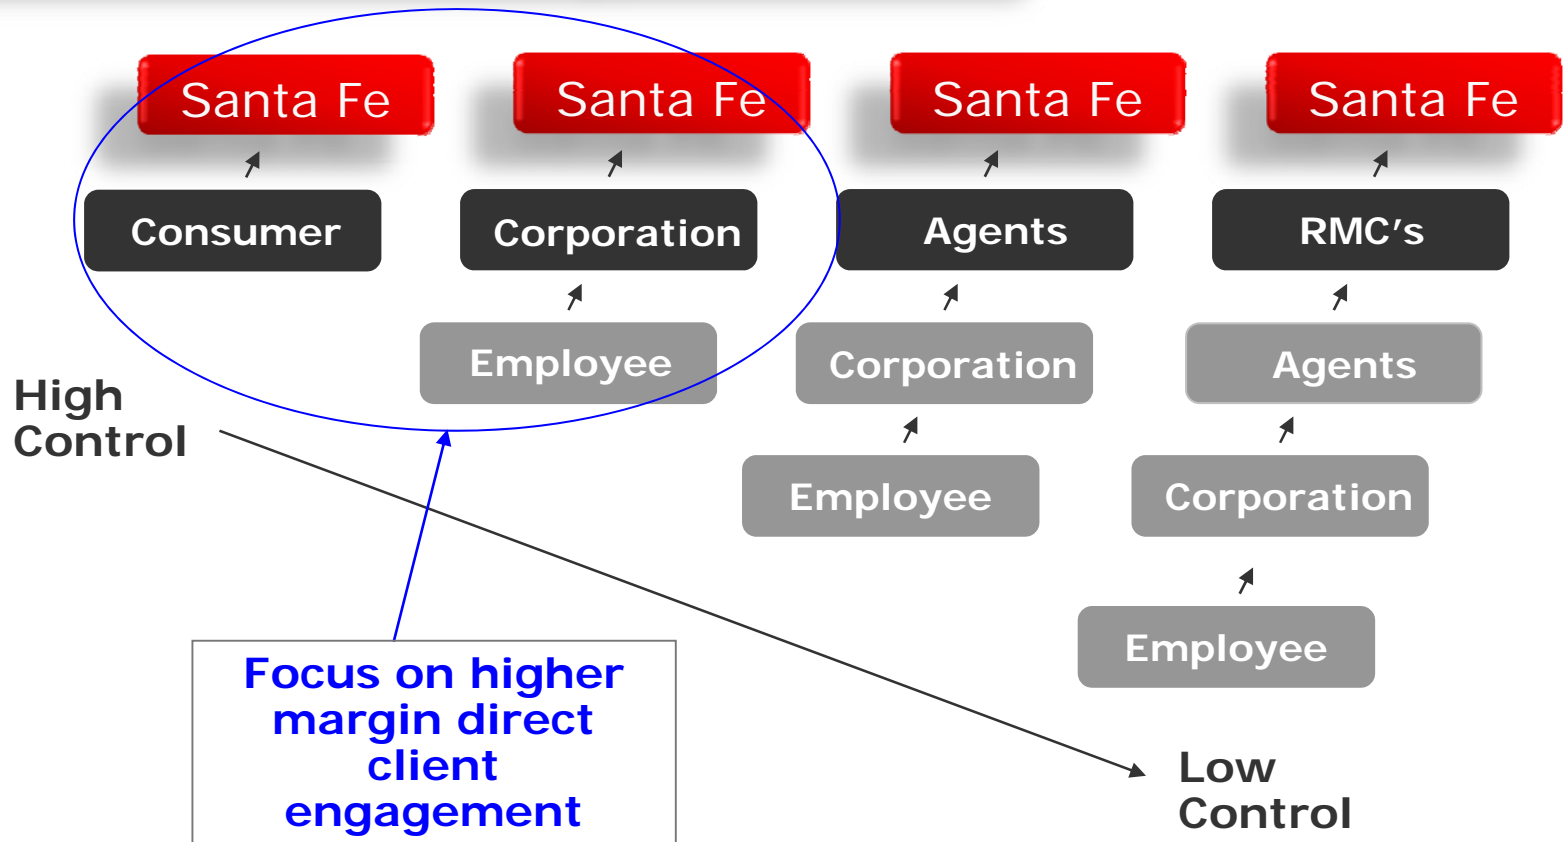 Santa Fe Santa Fe Santa Fe Santa Fe
Consumer Corporation Agents RMC's
Employee Corporation Agents
High
Control
Employee Corporation
Employee
Focus on higher
margin direct
client
engagement
Low
Control